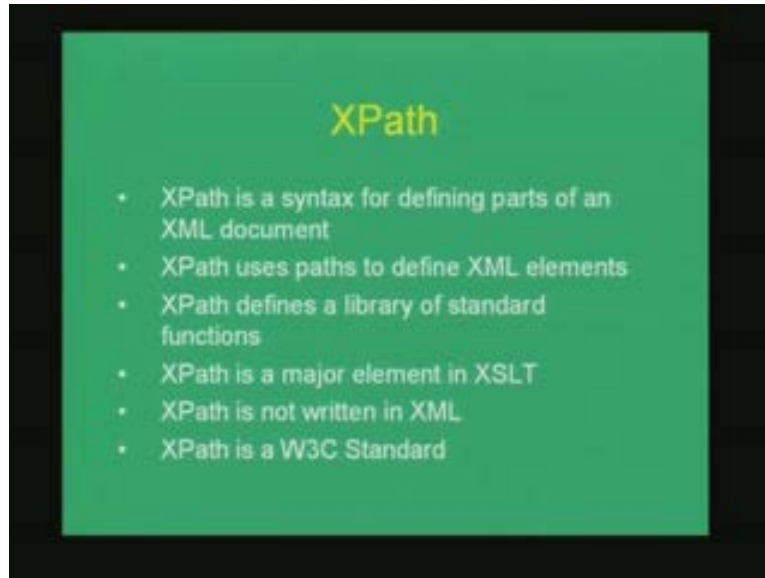 XPath
• XPath is a syntax for defining parts of an
XML document
• XPath uses paths to define XML elements
• XPath defines a library of standard
functions
• XPath is a major element in XSLT
• XPath is not written in XML
• XPath is a W3C Standard